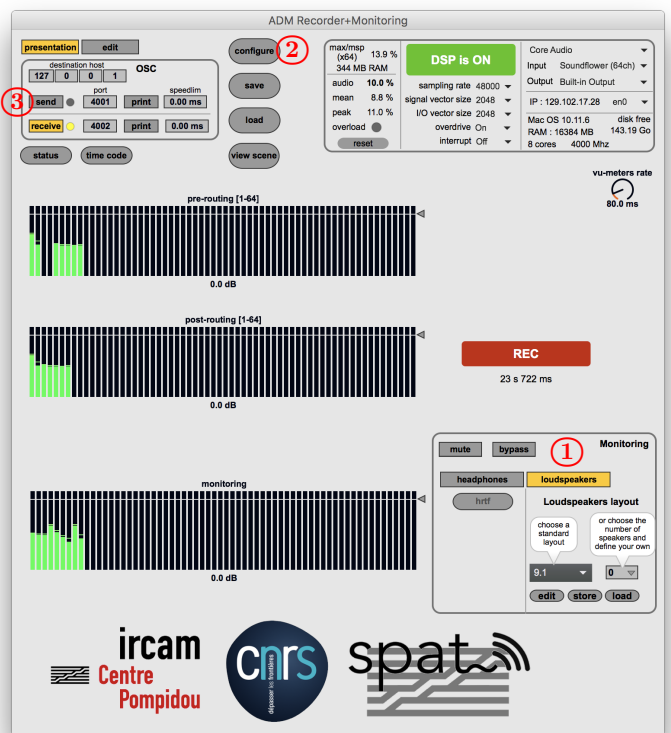 ADM Recorder+Monitoring
presentation edit
destination host
OSC
127 0 0 1
port speedlim
3 send 4001 print 0.00 ms
receive 4002 print 0.00 ms
status time code
configure 2
save
load
view scene
max/msp
(x64) 13.9 %
344 MB RAM
audio 10.0 %
mean 8.8 %
peak 11.0 %
overload
reset
DSP is ON
sampling rate 48000
signal vector size 2048
I/O vector size 2048
overdrive On
interrupt Off
Core Audio
Input Soundflower (64ch)
Output Built-in Output
IP : 129.102.17.28 en0
Mac OS 10.11.6 disk free
RAM : 16384 MB 143.19 Go
8 cores 4000 Mhz
vu-meters rate
80.0 ms
pre-routing [1-64]
0.0 dB
post-routing [1-64]
0.0 dB
REC
23 s 722 ms
monitoring
0.0 dB
mute bypass 1 Monitoring
headphones loudspeakers
hrtf
Loudspeakers layout
choose a
standard
layout
or choose the
number of
speakers and
define your own
9.1 0
edit store load
ircam
Centre
Pompidou
cnrs
dépasser les frontières
spat